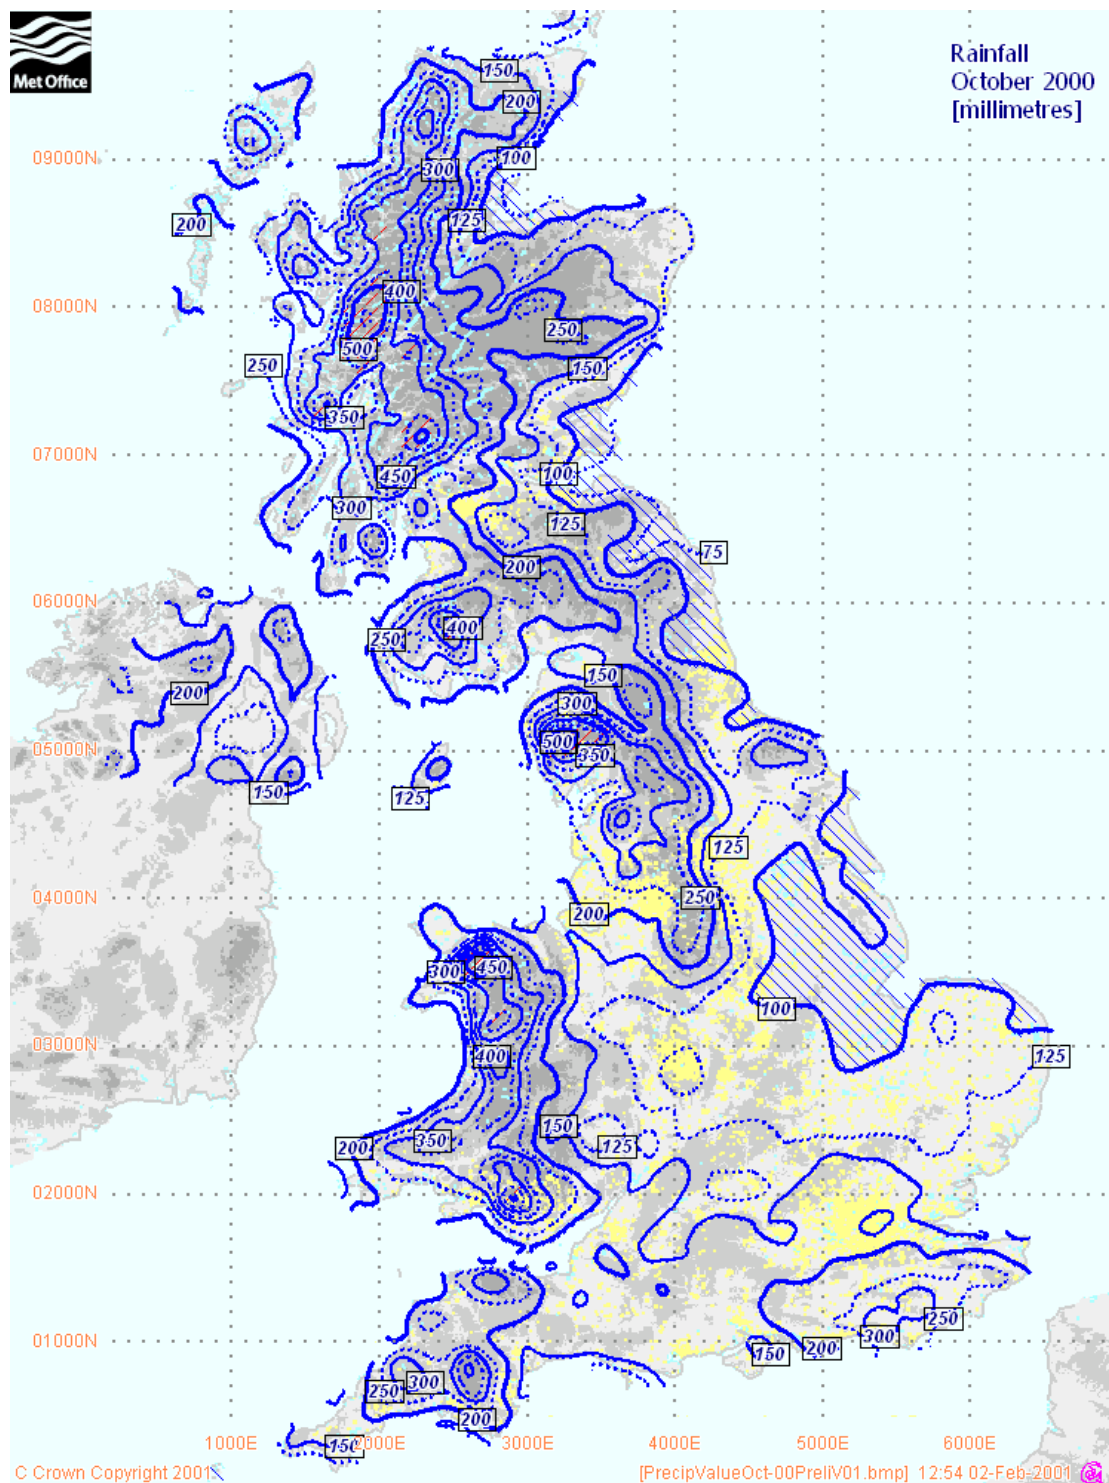 Met Office
Rainfall
October 2000
[millimetres]
150
200
09000N
100
300
200
125
08000N
400
250
500
250
150
350
07000N
100
450
300
125
75
200
06000N
400
250
150
200
300
05000N
500
350
150
125
125
04000N
250
200
450
300
100
03000N
400
125
150
125
350
200
02000N
250
300
01000N
200
150
300
250
200
150
1000E 2000E 3000E 4000E 5000E 6000E
C Crown Copyright 2001
[PrecipValueOct-00PreliV01.bmp] 12:54 02-Feb-2001